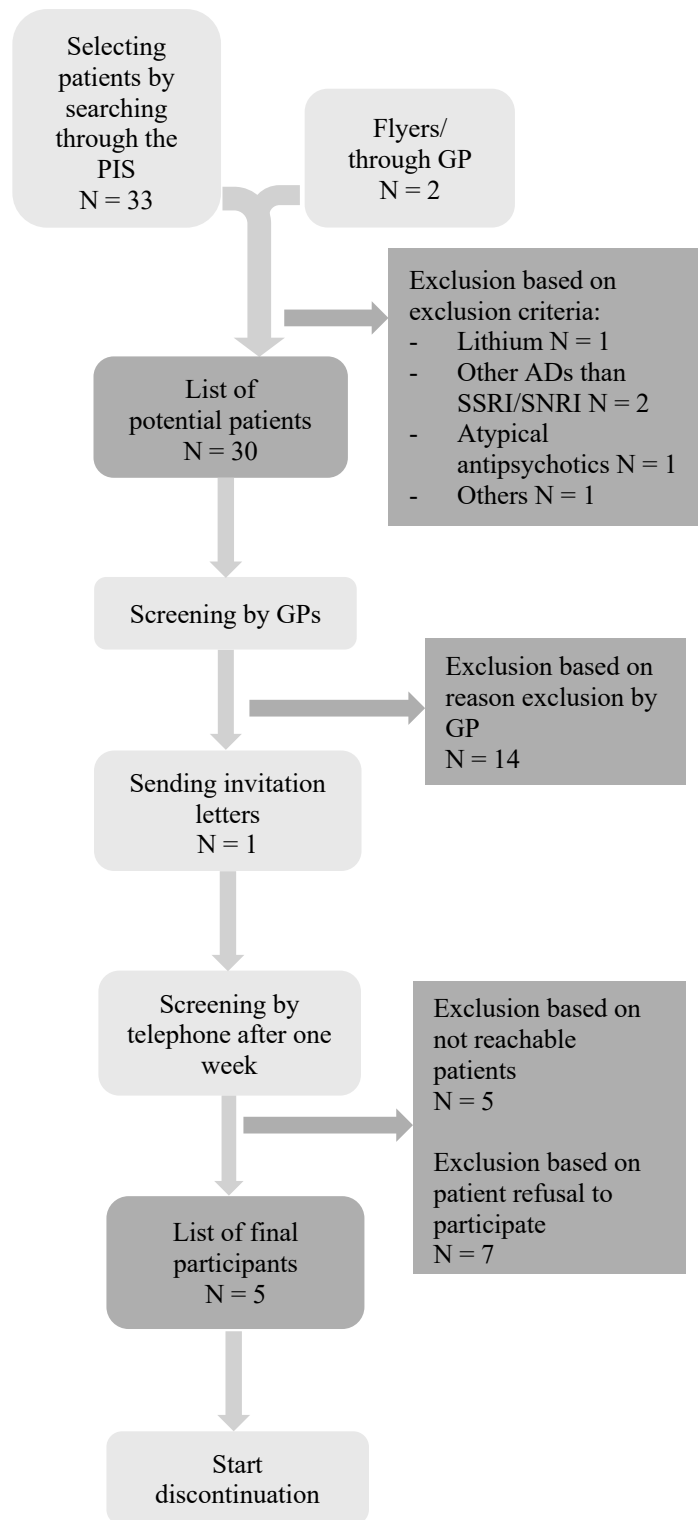 Selecting
patients by
searching
through the
PIS
N = 33
Flyers/
through GP
N = 2
Exclusion based on
exclusion criteria:
- Lithium N = 1
- Other ADs than
SSRI/SNRI N = 2
- Atypical
antipsychotics N = 1
- Others N = 1
List of
potential patients
N = 30
Screening by GPs
Exclusion based on
reason exclusion by
GP
N = 14
Sending invitation
letters
N = 1
Screening by
telephone after one
week
Exclusion based on
not reachable
patients
N = 5
Exclusion based on
patient refusal to
participate
N = 7
List of final
participants
N = 5
Start
discontinuation